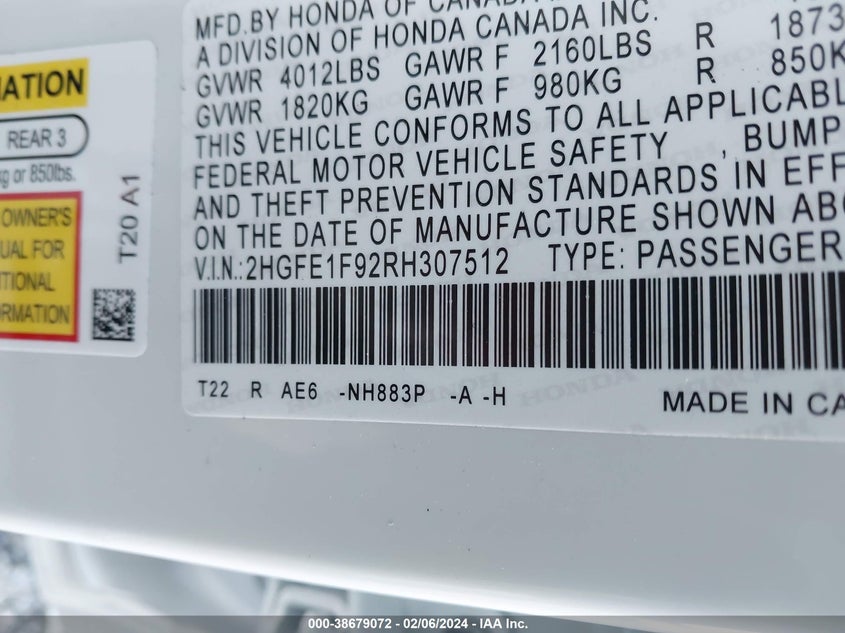 MATION
REAR 3
kg or 850lbs.
OWNER'S
UAL FOR
ITIONAL
ORMATION
T20 A1
MFD.BY HONDA OF CANADA
A DIVISION OF HONDA CANADA INC.
GVWR 4012LBS GAWR F 2160LBS R 1873
GVWR 1820KG GAWR F 980KG R 850K
THIS VEHICLE CONFORMS TO ALL APPLICABL
FEDERAL MOTOR VEHICLE SAFETY , BUMP
AND THEFT PREVENTION STANDARDS IN EFF
ON THE DATE OF MANUFACTURE SHOWN ABO
V.I.N.:2HGFE1F92RH307512 TYPE: PASSENGER
T22 R AE6 -NH883P -A -H
MADE IN CA
000-38679072 — 02/06/2024 — IAA Inc.